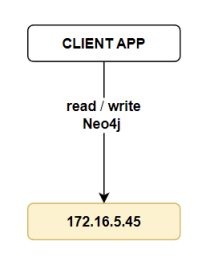 CLIENT APP
read / write
Neo4j
172.16.5.45